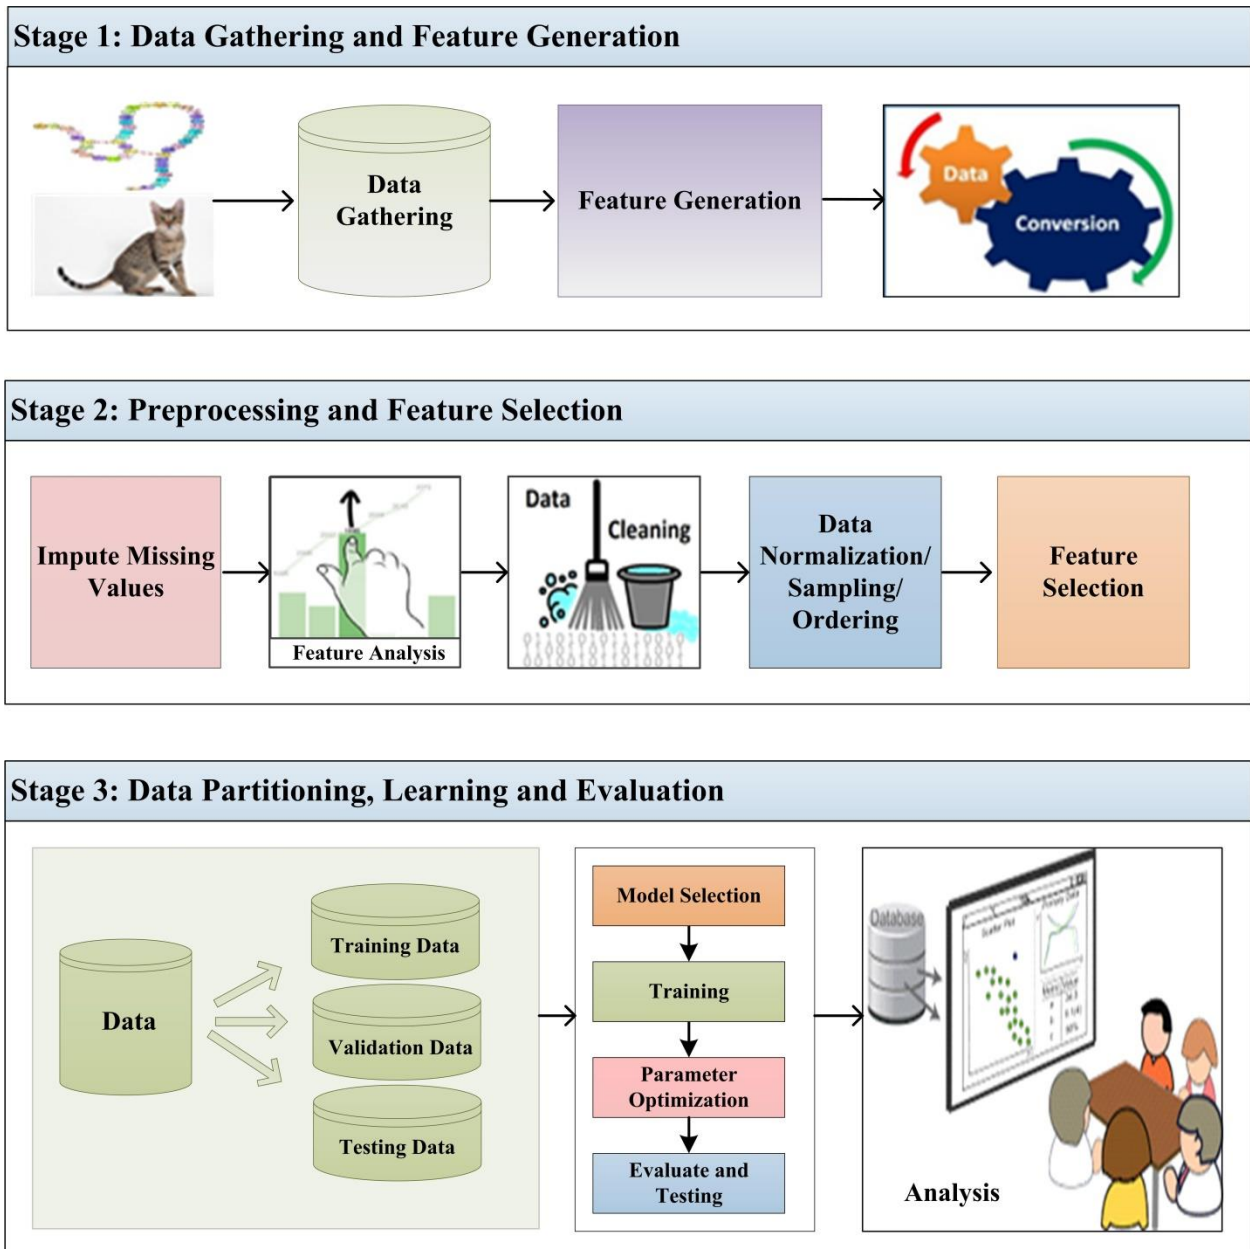 Stage 1: Data Gathering and Feature Generation
Data
Gathering
Feature Generation
Data
Conversion
Stage 2: Preprocessing and Feature Selection
Impute Missing
Values
Feature Analysis
Data
Cleaning
Data
Normalization/
Sampling/
Ordering
Feature
Selection
Stage 3: Data Partitioning, Learning and Evaluation
Data
Training Data
Validation Data
Testing Data
Model Selection
Training
Parameter
Optimization
Evaluate and
Testing
Database
Scatter Plot
Analysis